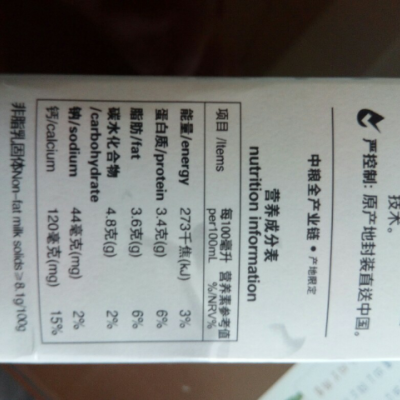 技术。
严控制：原产地封装直送中国。
中粮全产业链·产地限定
营养成分表
nutrition information
项目/Items 每100毫升 per100mL 营养素参考值%/NRV%
能量/energy 273千焦(kJ) 3%
蛋白质/protein 3.4克(g) 6%
脂肪/fat 3.6克(g) 6%
碳水化合物/carbohydrate 4.8克(g) 2%
钠/sodium 44毫克(mg) 2%
钙/calcium 120毫克(mg) 15%
非脂乳固体Non-fat milk solids≥8.1g/100g